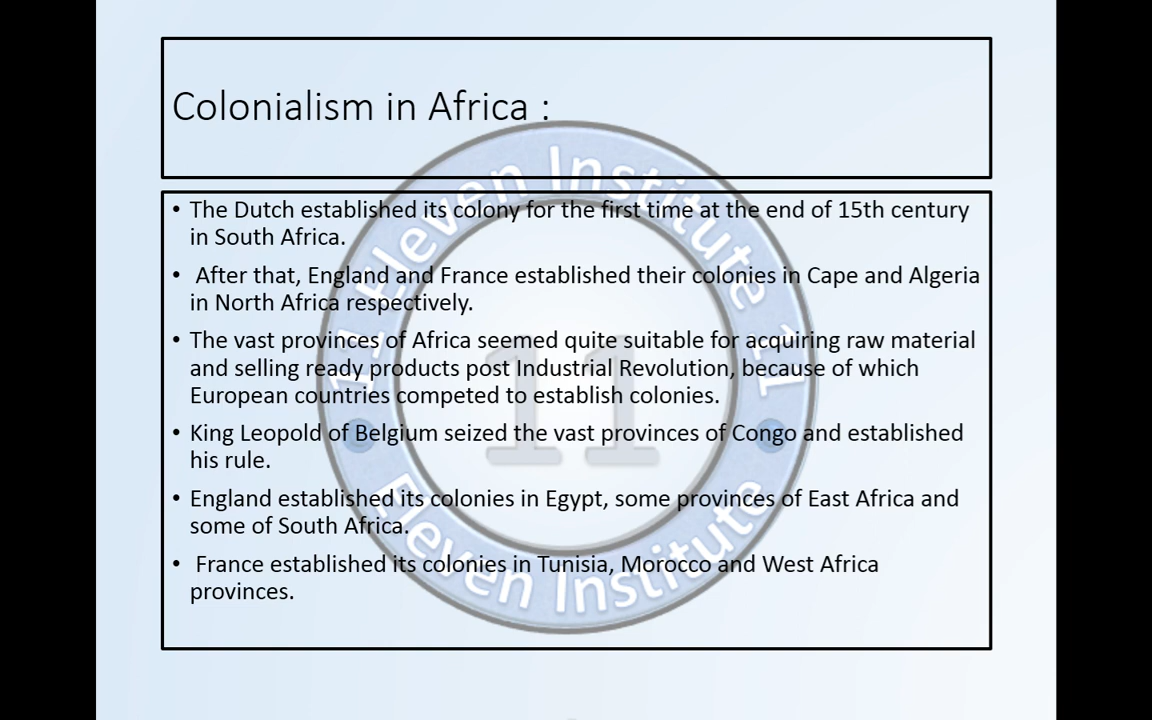 Colonialism in Africa :
• The Dutch established its colony for the first time at the end of 15th century
in South Africa.
• After that, England and France established their colonies in Cape and Algeria
in North Africa respectively.
• The vast provinces of Africa seemed quite suitable for acquiring raw material
and selling ready products post Industrial Revolution, because of which
European countries competed to establish colonies.
• King Leopold of Belgium seized the vast provinces of Congo and established
his rule.
• England established its colonies in Egypt, some provinces of East Africa and
some of South Africa.
• France established its colonies in Tunisia, Morocco and West Africa
provinces.
11 Eleven Institute 11
11
Eleven Institute